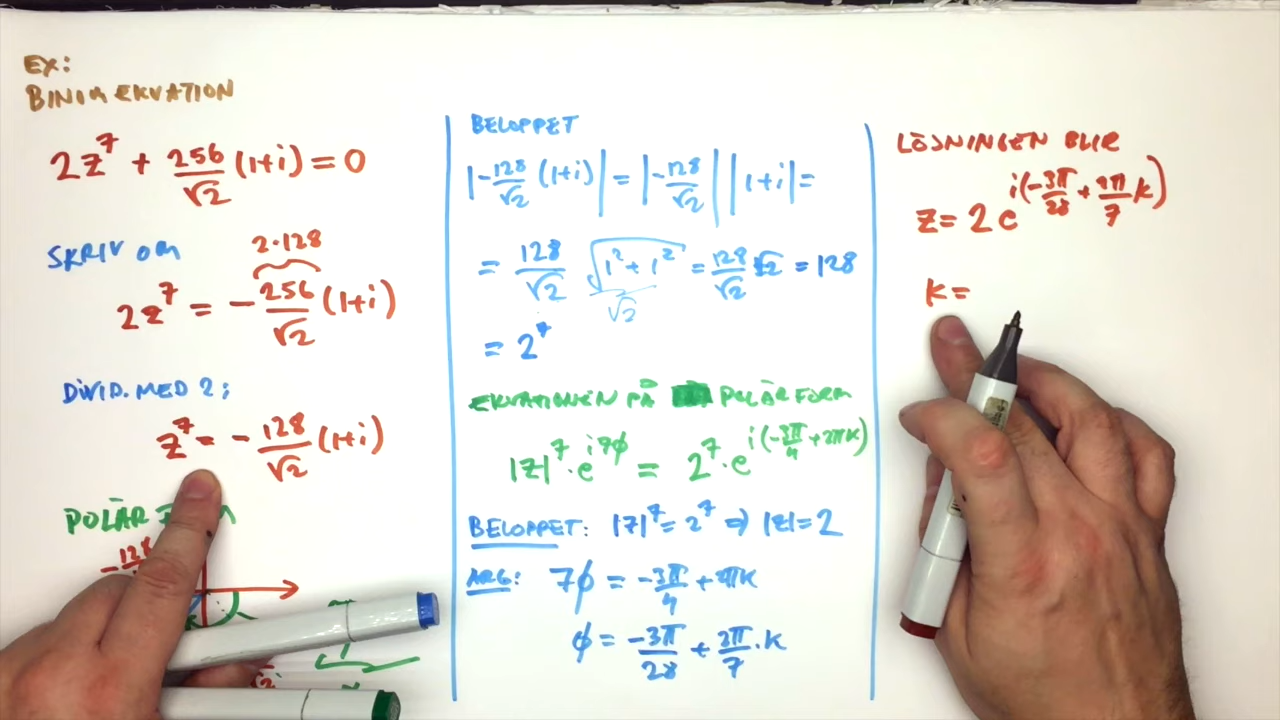 EX:
BINOM EKVATION
2z⁷ + 256/√2 (1+i) = 0
SKRIV OM
2·128
2z⁷ = - 256/√2 (1+i)
DIVID. MED 2;
z⁷ = - 128/√2 (1+i)
POLÄR
BELOPPET
|-128/√2 (1+i)| = |-128/√2| |1+i| =
= 128/√2 √(1²+1²) = 128/√2 √2 = 128
√2
= 2⁷
EKVATIONEN PÅ POLÄR FORM
|z|⁷ · e^{i7φ} = 2⁷ · e^{i(-3π/4 + 2πk)}
BELOPPET: |z|⁷ = 2⁷ ⇒ |z| = 2
ARG: 7φ = -3π/4 + 2πk
φ = -3π/28 + 2π/7 · k
LÖSNINGEN BLIR
z = 2e^{i(-3π/28 + 2π/7 k)}
k =